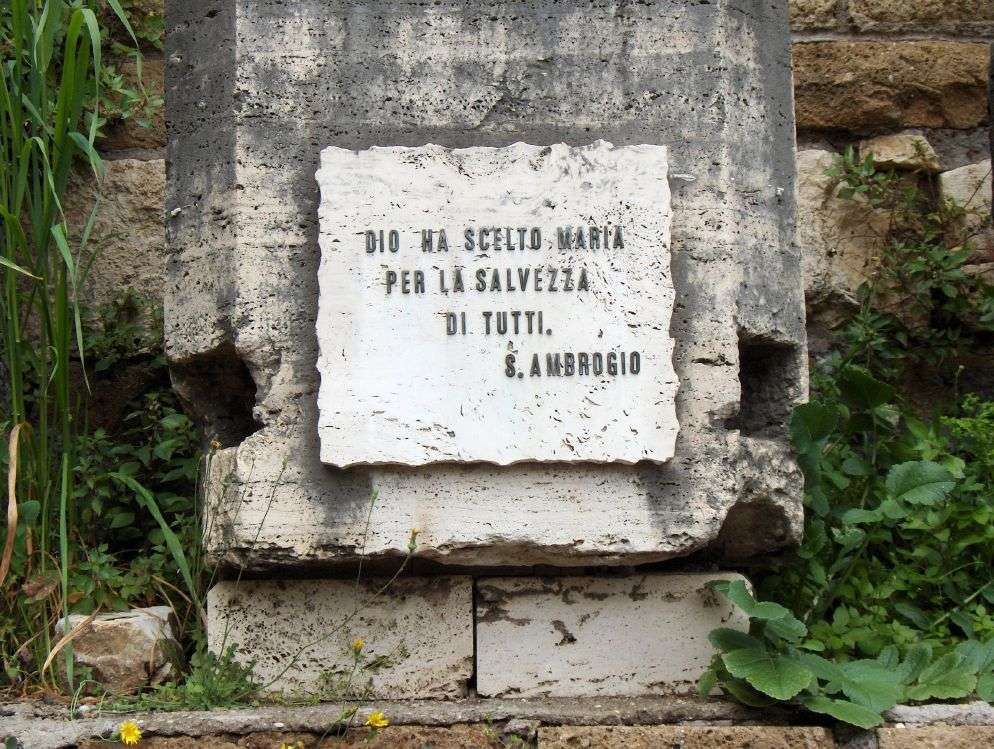 DIO HA SCELTO MARIA
PER LA SALVEZZA
DI TUTTI.
S. AMBROGIO